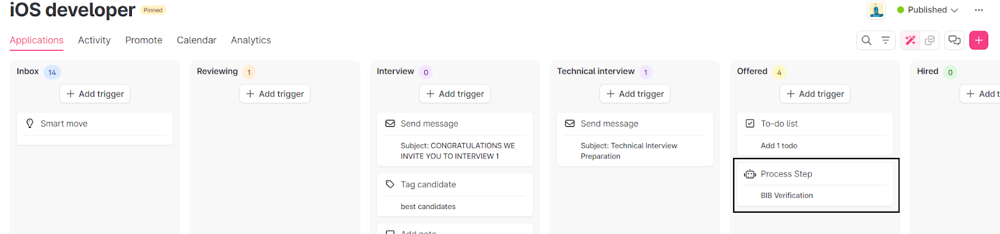 iOS developer
Pinned
Published
Applications
Activity
Promote
Calendar
Analytics
Inbox 14
Add trigger
Smart move
Reviewing 1
Add trigger
Interview 0
Add trigger
Send message
Subject: CONGRATULATIONS WE
INVITE YOU TO INTERVIEW 1
Tag candidate
best candidates
Add note
Technical interview 1
Add trigger
Send message
Subject: Technical Interview
Preparation
Offered 4
Add trigger
To-do list
Add 1 todo
Process Step
BIB Verification
Hired 0
Add t